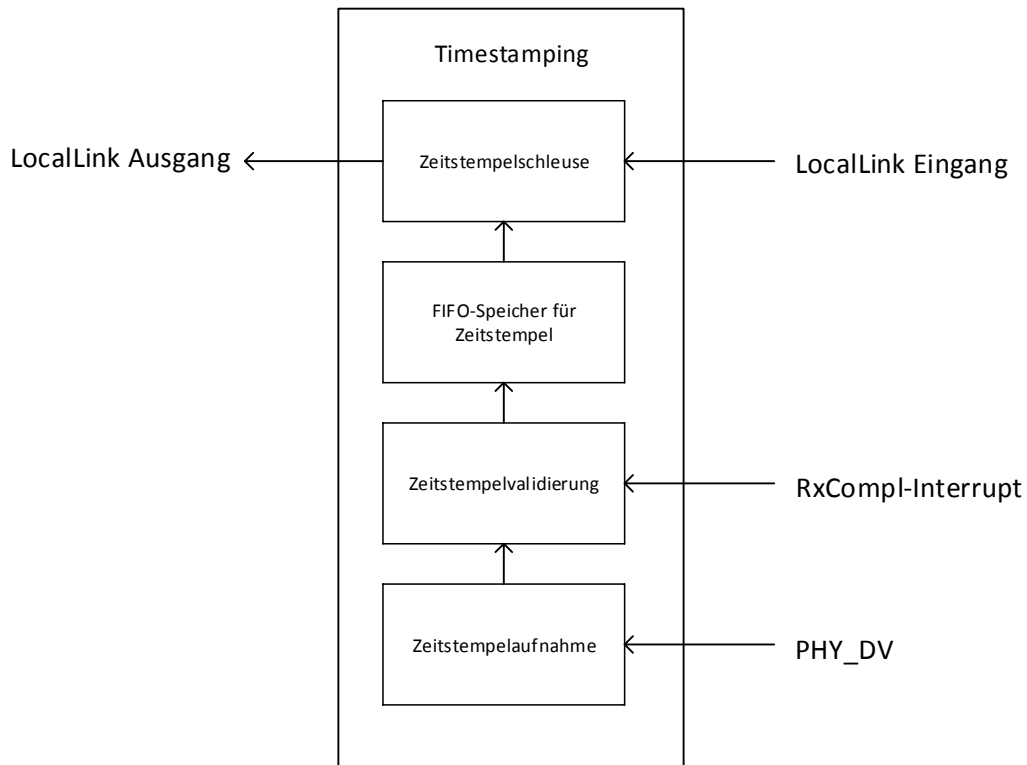 Timestamping
LocalLink Ausgang
Zeitstempelschleuse
LocalLink Eingang
FIFO-Speicher für
Zeitstempel
Zeitstempelvalidierung
RxCompl-Interrupt
Zeitstempelaufnahme
PHY_DV